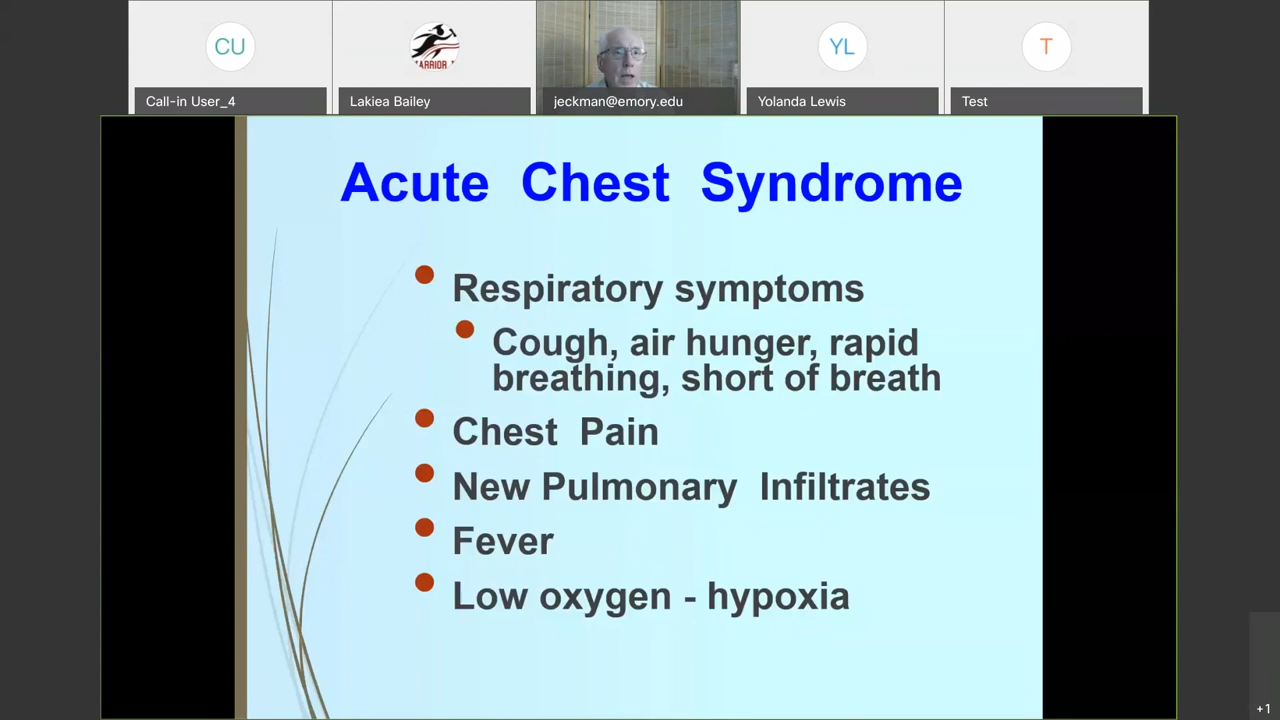 CU
YL
T
ARRIOR
Call-in User_4
Lakiea Bailey
jeckman@emory.edu
Yolanda Lewis
Test
Acute Chest Syndrome
Respiratory symptoms
Cough, air hunger, rapid
breathing, short of breath
Chest Pain
New Pulmonary Infiltrates
Fever
Low oxygen - hypoxia
+1